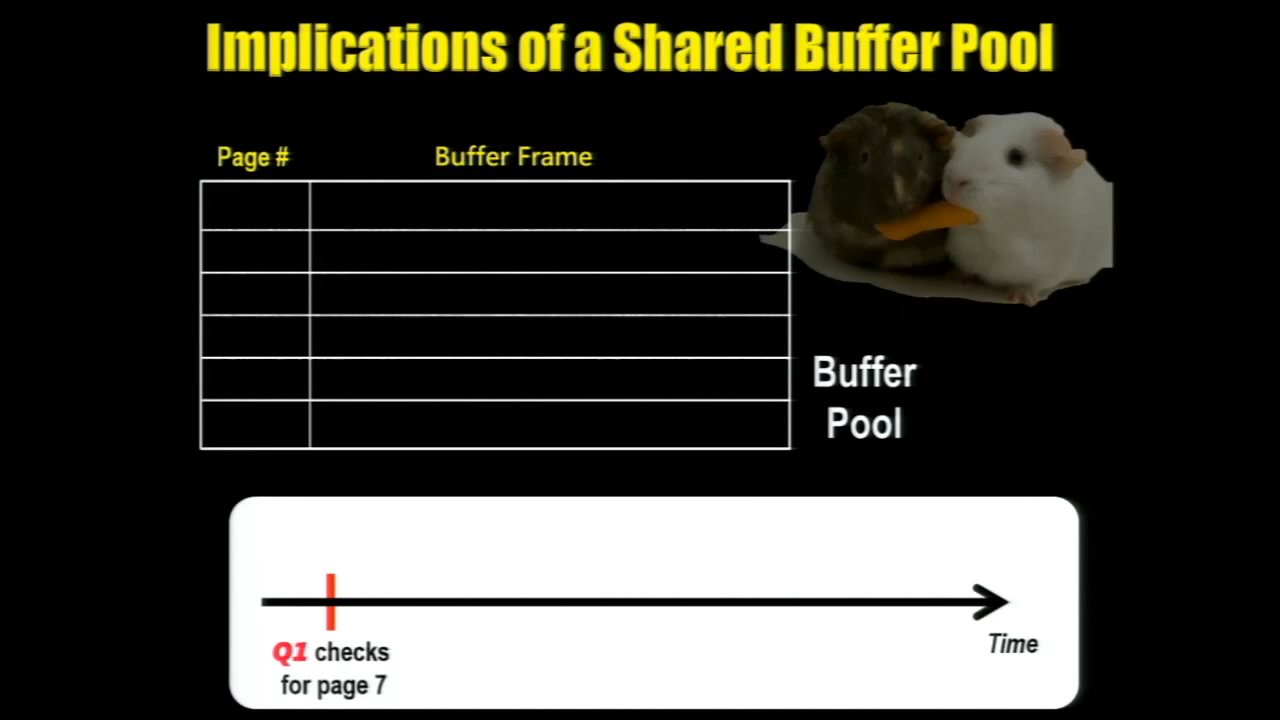 Implications of a Shared Buffer Pool
Page # Buffer Frame
Buffer
Pool
Q1 checks
for page 7
Time